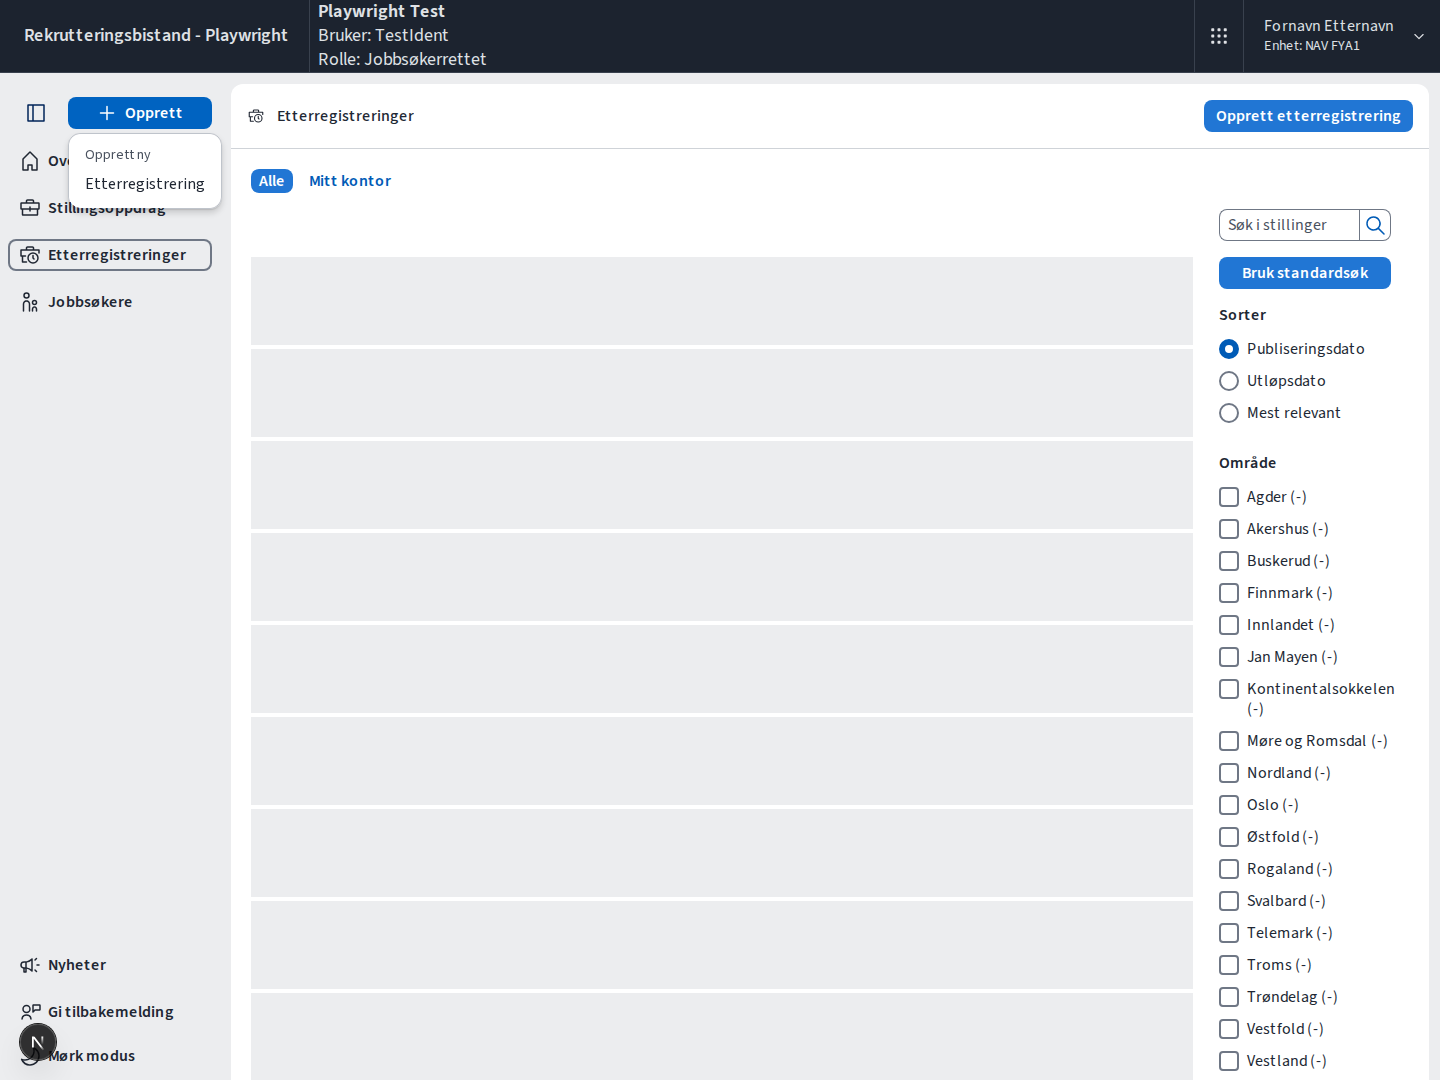 Rekrutteringsbistand - Playwright
Playwright Test
Bruker: TestIdent
Rolle: Jobbsøkerrettet
Fornavn Etternavn
Enhet: NAV FYA1
Opprett
Opprett ny
Etterregistrering
Stillingsoppdrag
Etterregistreringer
Jobbsøkere
Nyheter
Gi tilbakemelding
N
Mørk modus
Etterregistreringer
Opprett etterregistrering
Alle
Mitt kontor
Søk i stillinger
Bruk standardsøk
Sorter
Publiseringsdato
Utløpsdato
Mest relevant
Område
Agder (-)
Akershus (-)
Buskerud (-)
Finnmark (-)
Innlandet (-)
Jan Mayen (-)
Kontinentalsokkelen
(-)
Møre og Romsdal (-)
Nordland (-)
Oslo (-)
Østfold (-)
Rogaland (-)
Svalbard (-)
Telemark (-)
Troms (-)
Trøndelag (-)
Vestfold (-)
Vestland (-)